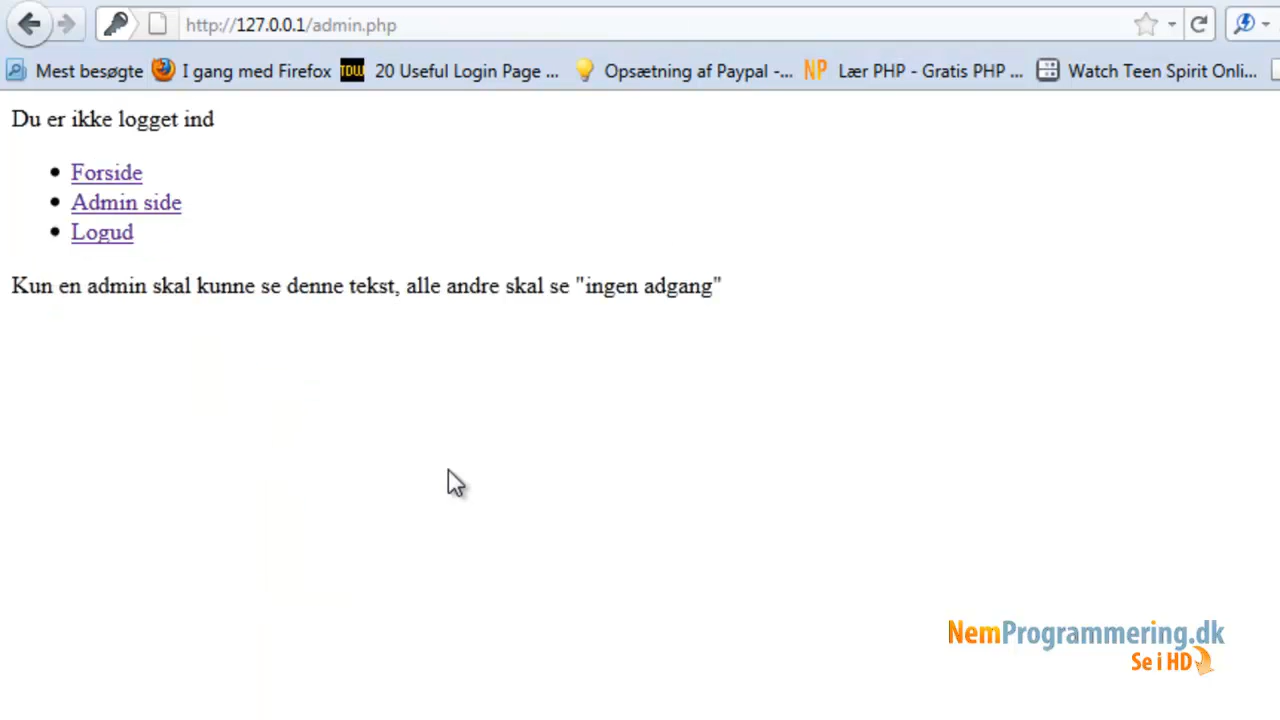 http://127.0.0.1/admin.php
Mest besøgte I gang med Firefox TDW 20 Useful Login Page ... Opsætning af Paypal -... NP Lær PHP - Gratis PHP ... Watch Teen Spirit Onli...
Du er ikke logget ind
Forside
Admin side
Logud
Kun en admin skal kunne se denne tekst, alle andre skal se "ingen adgang"
NemProgrammering.dk
Se i HD